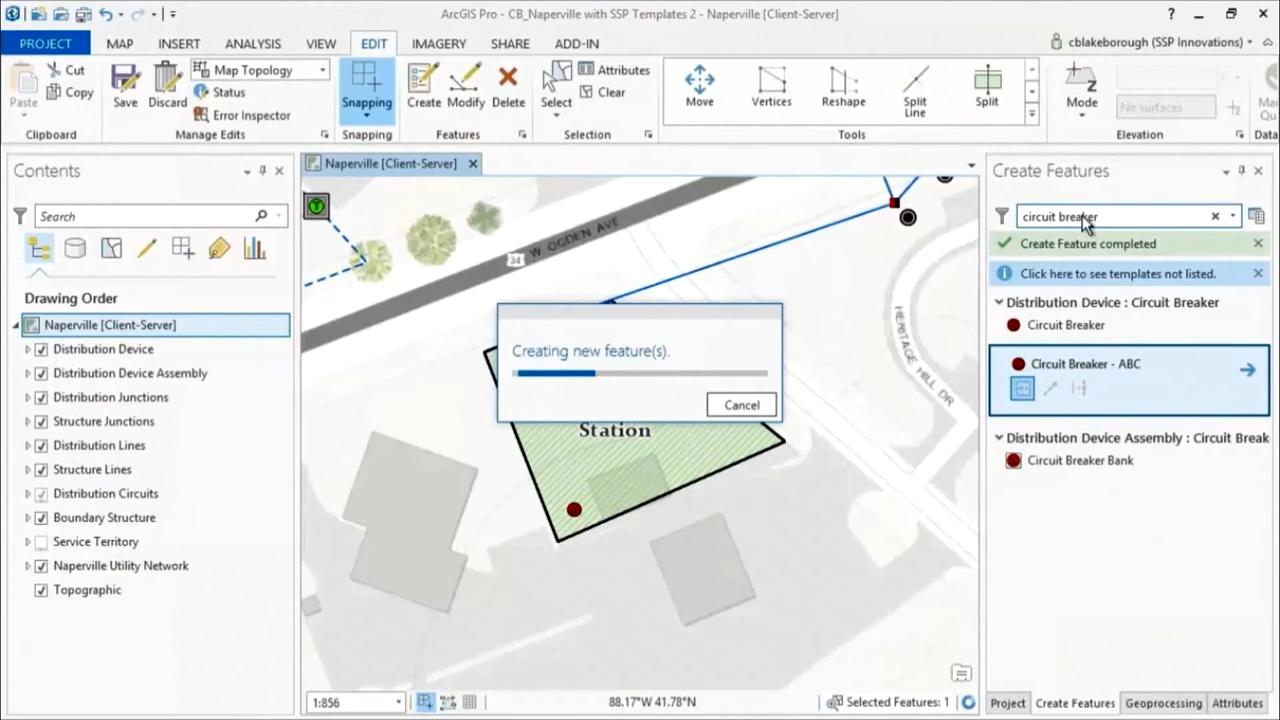 ArcGIS Pro - CB_Naperville with SSP Templates 2 - Naperville [Client-Server]
PROJECT MAP INSERT ANALYSIS VIEW EDIT IMAGERY SHARE ADD-IN
cblakeborough (SSP Innovations)
Paste
Cut
Copy
Clipboard
Save
Discard
Map Topology
Status
Error Inspector
Manage Edits
Snapping
Snapping
Create
Modify
Delete
Features
Select
Attributes
Clear
Selection
Move
Vertices
Reshape
Split Line
Split
Tools
Mode
No surfaces
Elevation
Contents
Search
Drawing Order
Naperville [Client-Server]
Distribution Device
Distribution Device Assembly
Distribution Junctions
Structure Junctions
Distribution Lines
Structure Lines
Distribution Circuits
Boundary Structure
Service Territory
Naperville Utility Network
Topographic
Naperville [Client-Server]
34
W OGDEN AVE
HERITAGE HILL DR
Creating new feature(s).
Cancel
Station
1:856
88.17°W 41.78°N
Selected Features: 1
Create Features
circuit breaker
Create Feature completed
Click here to see templates not listed.
Distribution Device : Circuit Breaker
Circuit Breaker
Circuit Breaker - ABC
Distribution Device Assembly : Circuit Break
Circuit Breaker Bank
Project Create Features Geoprocessing Attributes